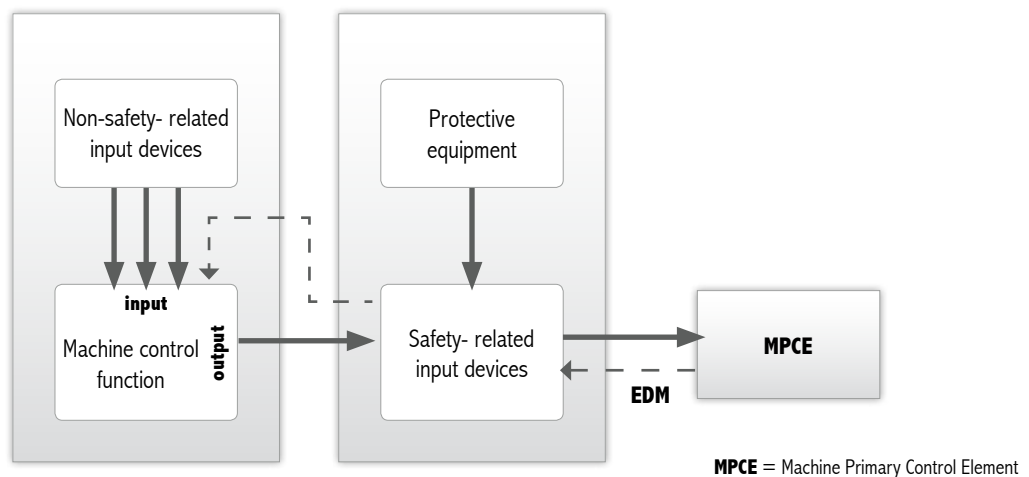 Non-safety- related
input devices
Protective
equipment
input
Machine control
function
output
Safety- related
input devices
MPCE
EDM
MPCE = Machine Primary Control Element